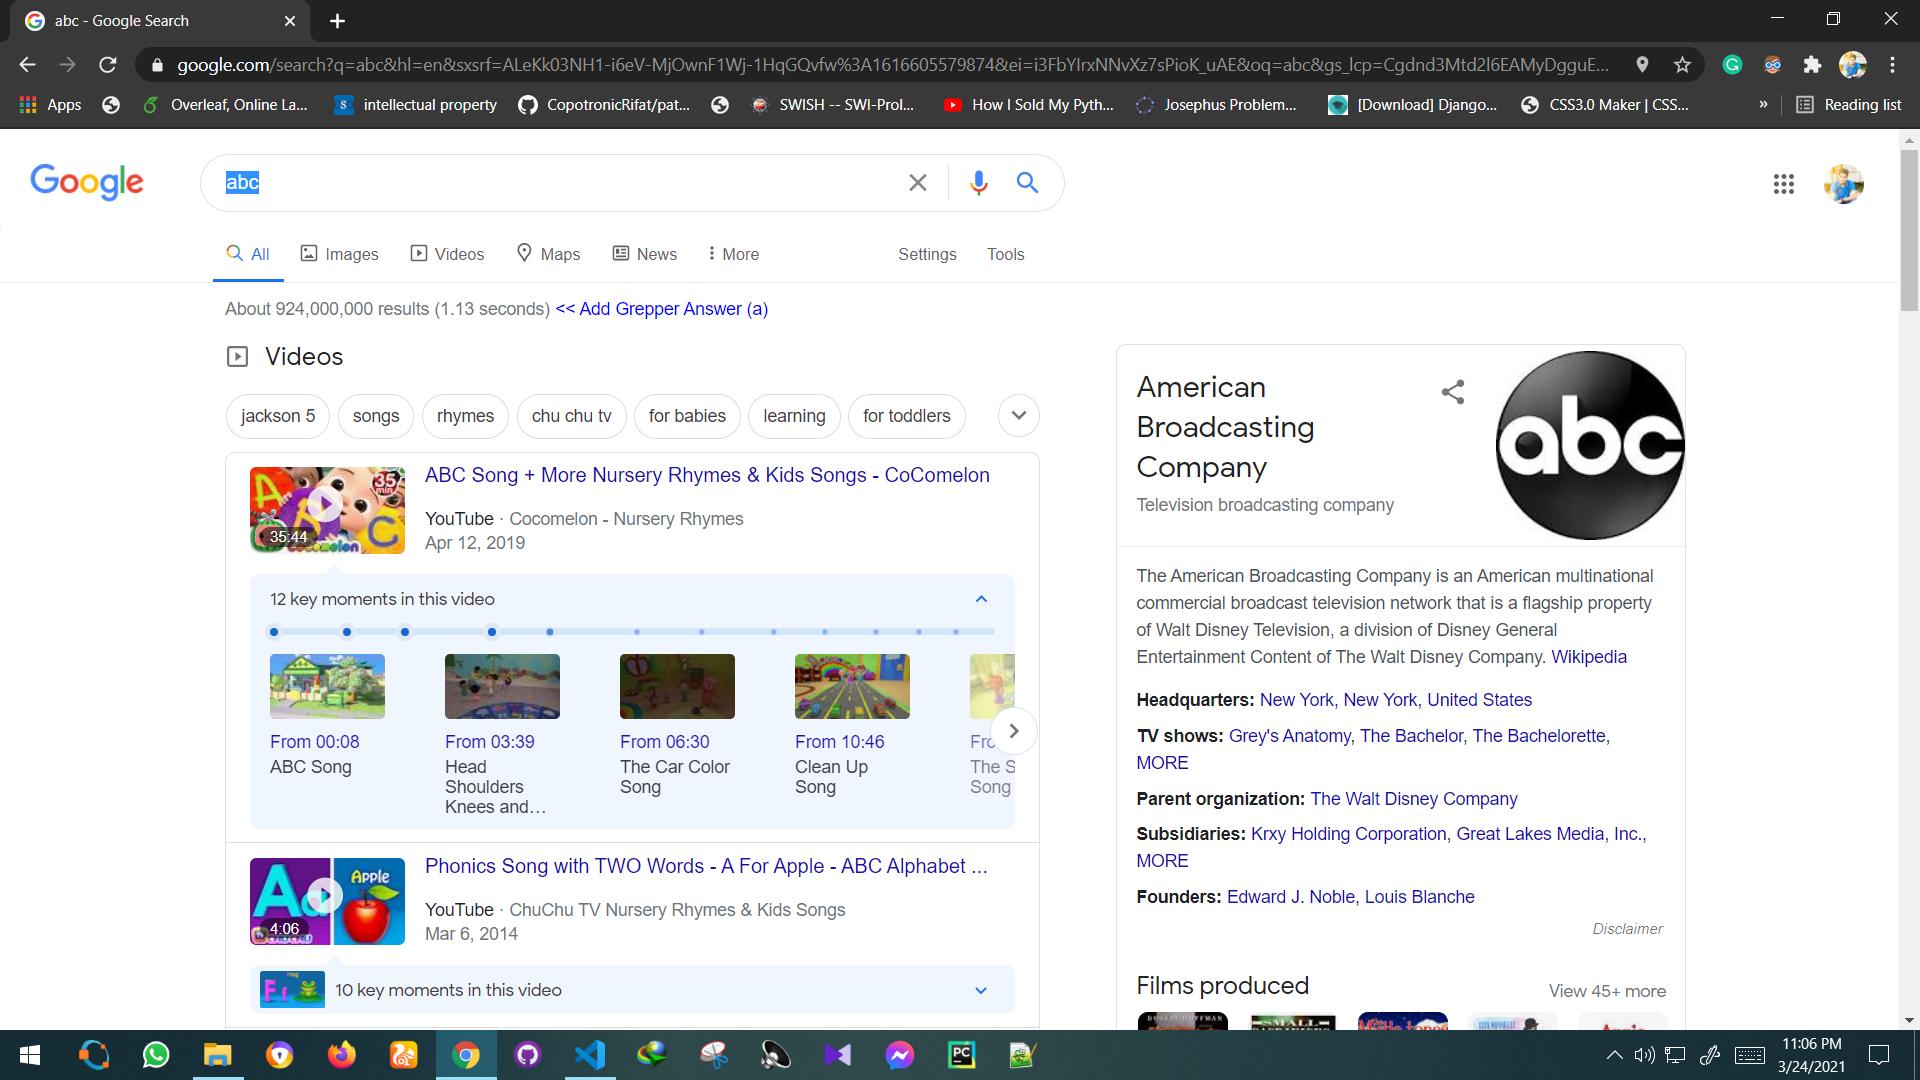 abc - Google Search
google.com/search?q=abc&hl=en&sxsrf=ALeKk03NH1-i6eV-MjOwnF1Wj-1HqGQvfw%3A1616605579874&ei=i3FbYIrxNNvXz7sPioK_uAE&oq=abc&gs_lcp=Cgdnd3Mtd2l6EAMyDgguE...
Apps Overleaf, Online La... intellectual property CopotronicRifat/pat... SWISH -- SWI-Prol... How I Sold My Pyth... Josephus Problem... [Download] Django... CSS3.0 Maker | CSS... » Reading list
Google abc
All Images Videos Maps News More Settings Tools
About 924,000,000 results (1.13 seconds) << Add Grepper Answer (a)
Videos
jackson 5 songs rhymes chu chu tv for babies learning for toddlers
ABC Song + More Nursery Rhymes & Kids Songs - CoComelon
YouTube · Cocomelon - Nursery Rhymes
Apr 12, 2019
35 min
35:44
12 key moments in this video
From 00:08 From 03:39 From 06:30 From 10:46 Fro
ABC Song Head The Car Color Clean Up The S
Shoulders Song Song Song
Knees and...
Phonics Song with TWO Words - A For Apple - ABC Alphabet ...
YouTube · ChuChu TV Nursery Rhymes & Kids Songs
Mar 6, 2014
Apple
4:06
F f frog
10 key moments in this video
American
Broadcasting
Company
Television broadcasting company
abc
The American Broadcasting Company is an American multinational
commercial broadcast television network that is a flagship property
of Walt Disney Television, a division of Disney General
Entertainment Content of The Walt Disney Company. Wikipedia
Headquarters: New York, New York, United States
TV shows: Grey's Anatomy, The Bachelor, The Bachelorette,
MORE
Parent organization: The Walt Disney Company
Subsidiaries: Krxy Holding Corporation, Great Lakes Media, Inc.,
MORE
Founders: Edward J. Noble, Louis Blanche
Disclaimer
Films produced View 45+ more
11:06 PM
3/24/2021